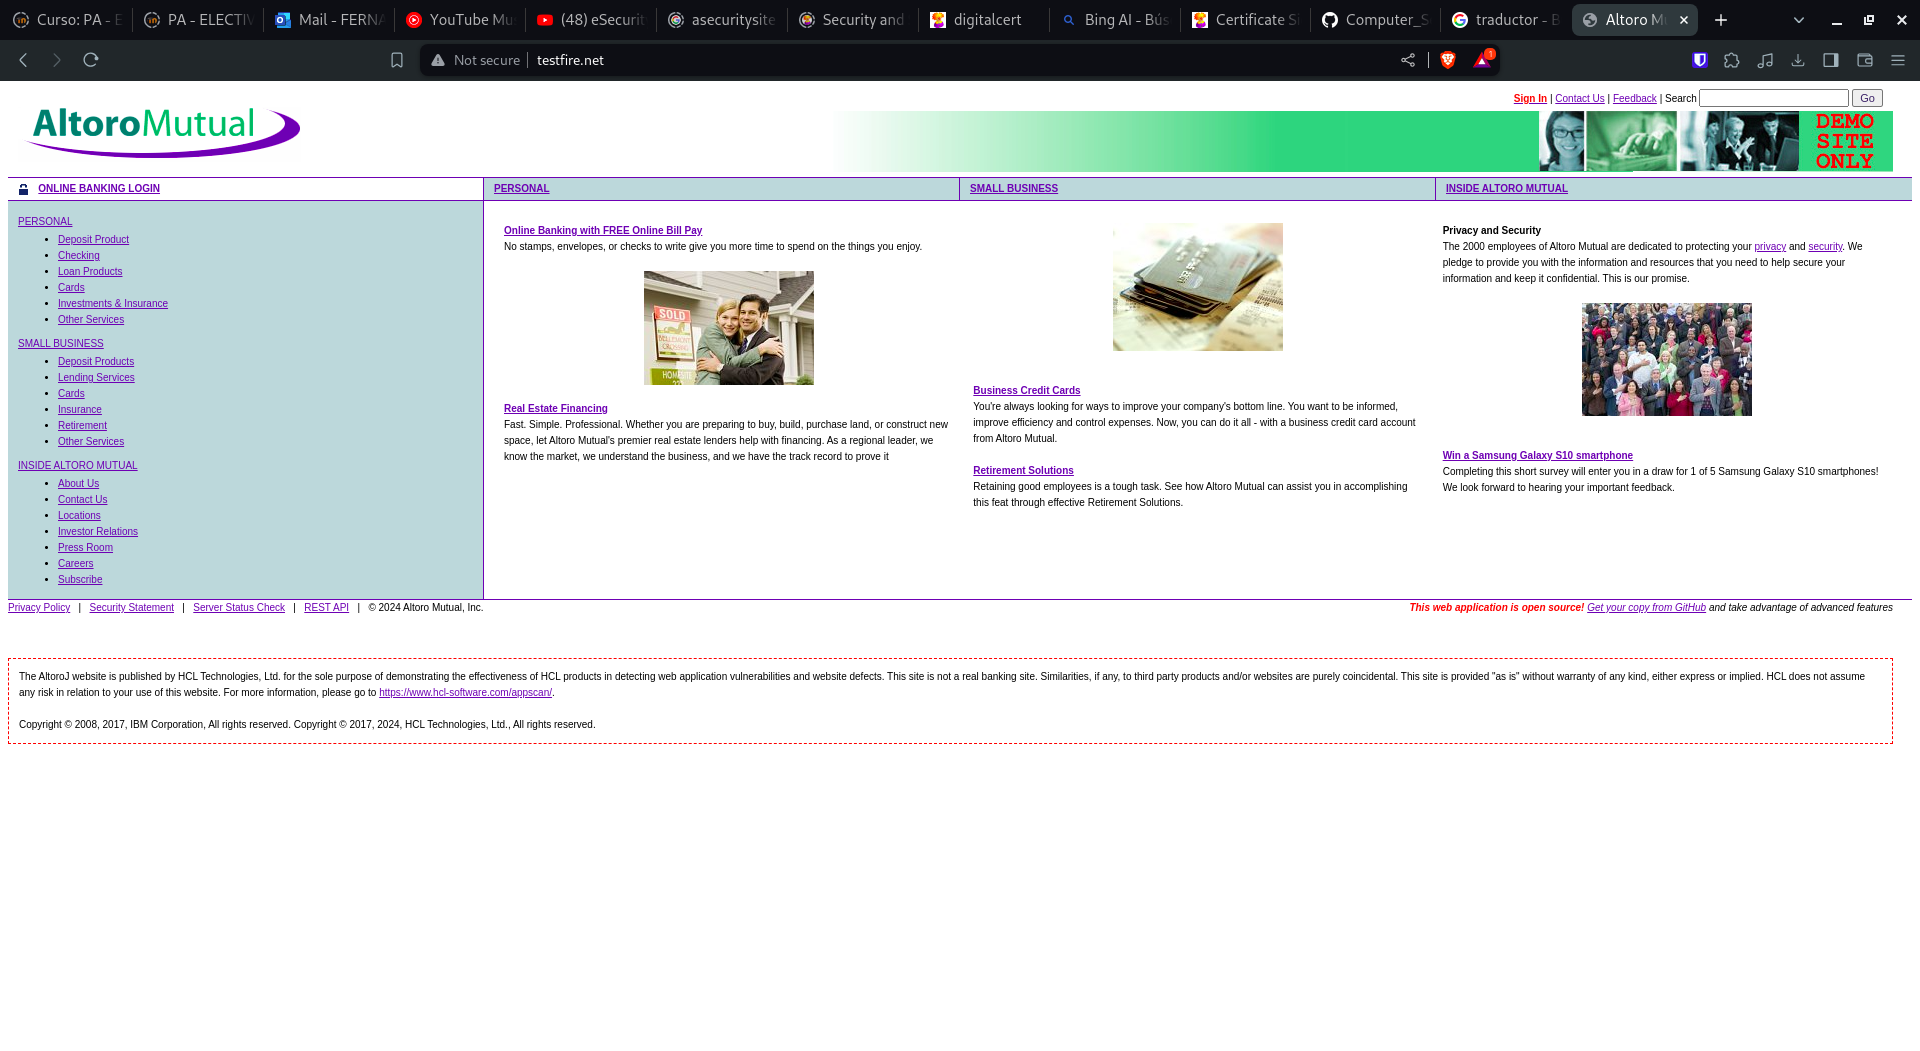 Curso: PA - E
PA - ELECTIV
Mail - FERNA
YouTube Mus
(48) eSecurit
asecuritysite
Security and
digitalcert
Bing AI - Bús
Certificate Si
Computer_S
traductor - B
Altoro Mu
Not secure
testfire.net
1
Sign In | Contact Us | Feedback | Search
Go
AltoroMutual
DEMO
SITE
ONLY
ONLINE BANKING LOGIN
PERSONAL
SMALL BUSINESS
INSIDE ALTORO MUTUAL
PERSONAL
Deposit Product
Checking
Loan Products
Cards
Investments & Insurance
Other Services
SMALL BUSINESS
Deposit Products
Lending Services
Cards
Insurance
Retirement
Other Services
INSIDE ALTORO MUTUAL
About Us
Contact Us
Locations
Investor Relations
Press Room
Careers
Subscribe
Online Banking with FREE Online Bill Pay
No stamps, envelopes, or checks to write give you more time to spend on the things you enjoy.
SOLD
Real Estate Financing
Fast. Simple. Professional. Whether you are preparing to buy, build, purchase land, or construct new
space, let Altoro Mutual's premier real estate lenders help with financing. As a regional leader, we
know the market, we understand the business, and we have the track record to prove it
Business Credit Cards
You're always looking for ways to improve your company's bottom line. You want to be informed,
improve efficiency and control expenses. Now, you can do it all - with a business credit card account
from Altoro Mutual.
Retirement Solutions
Retaining good employees is a tough task. See how Altoro Mutual can assist you in accomplishing
this feat through effective Retirement Solutions.
Privacy and Security
The 2000 employees of Altoro Mutual are dedicated to protecting your privacy and security. We
pledge to provide you with the information and resources that you need to help secure your
information and keep it confidential. This is our promise.
Win a Samsung Galaxy S10 smartphone
Completing this short survey will enter you in a draw for 1 of 5 Samsung Galaxy S10 smartphones!
We look forward to hearing your important feedback.
Privacy Policy | Security Statement | Server Status Check | REST API | © 2024 Altoro Mutual, Inc.
This web application is open source! Get your copy from GitHub and take advantage of advanced features
The AltoroJ website is published by HCL Technologies, Ltd. for the sole purpose of demonstrating the effectiveness of HCL products in detecting web application vulnerabilities and website defects. This site is not a real banking site. Similarities, if any, to third party products and/or websites are purely coincidental. This site is provided "as is" without warranty of any kind, either express or implied. HCL does not assume
any risk in relation to your use of this website. For more information, please go to https://www.hcl-software.com/appscan/.
Copyright © 2008, 2017, IBM Corporation, All rights reserved. Copyright © 2017, 2024, HCL Technologies, Ltd., All rights reserved.